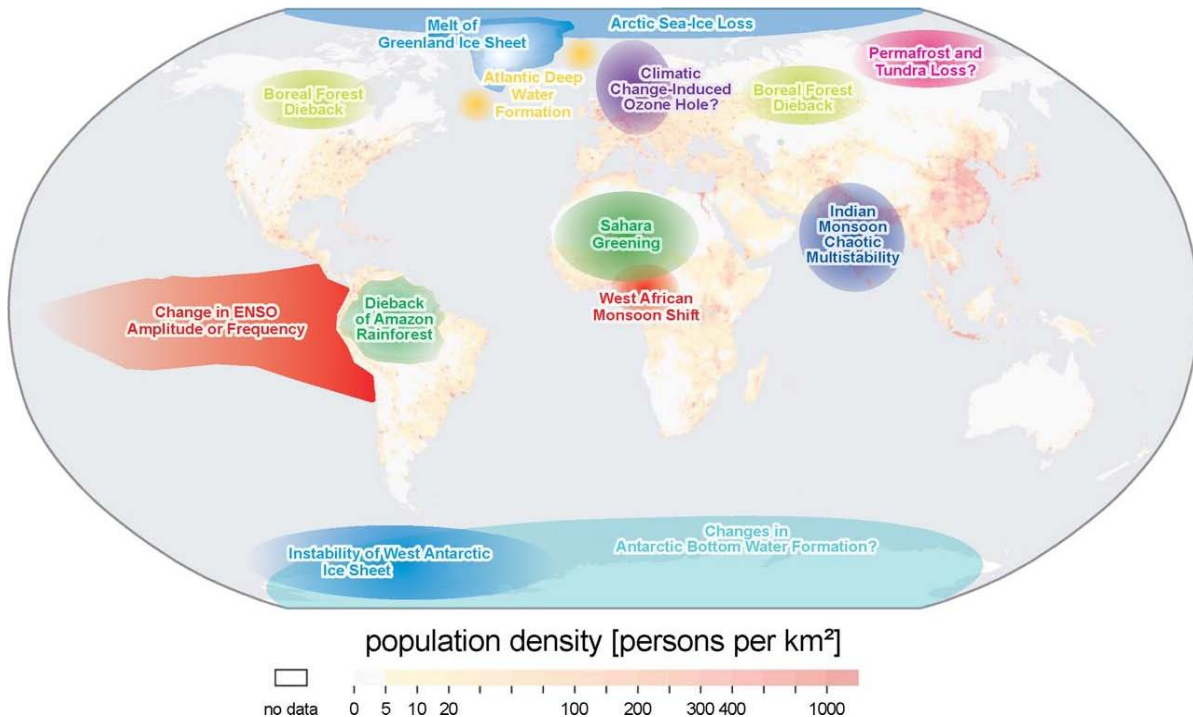 Melt of
Greenland Ice Sheet
Arctic Sea-Ice Loss
Atlantic Deep
Water
Formation
Boreal Forest
Dieback
Climatic
Change-Induced
Ozone Hole?
Boreal Forest
Dieback
Permafrost and
Tundra Loss?
Sahara
Greening
Indian
Monsoon
Chaotic
Multistability
West African
Monsoon Shift
Change in ENSO
Amplitude or Frequency
Dieback
of Amazon
Rainforest
Instability of West Antarctic
Ice Sheet
Changes in
Antarctic Bottom Water Formation?
population density [persons per km²]
no data 0 5 10 20 100 200 300 400 1000